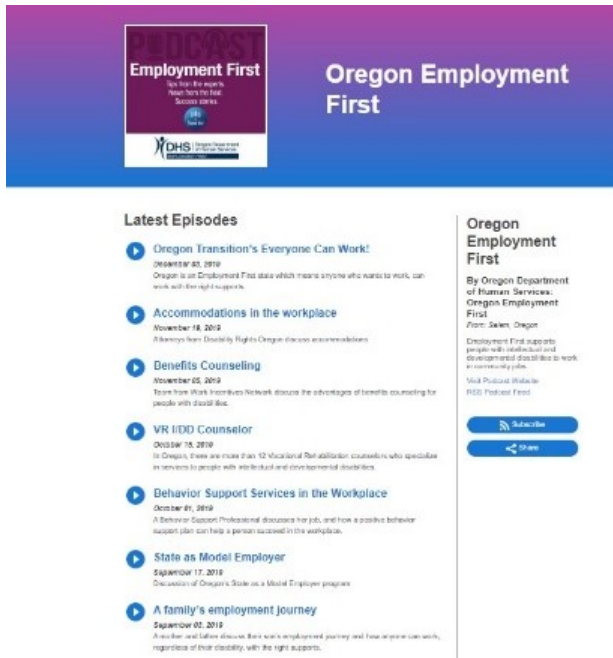 PODCAST
Employment First
Tips from the experts
News from the field
Success stories
DHS Oregon Department
of Human Services
Oregon Employment
First
Latest Episodes
Oregon Transition's Everyone Can Work!
December 03, 2019
Oregon is an Employment First state which means anyone who wants to work, can
work with the right supports.
Accommodations in the workplace
November 19, 2019
Attorneys from Disability Rights Oregon discuss accommodations
Benefits Counseling
November 05, 2019
Team from Work Incentives Network discuss the advantages of benefits counseling for
people with disabilities.
VR I/DD Counselor
October 15, 2019
In Oregon, there are more than 12 Vocational Rehabilitation counselors who specialize
in services to people with intellectual and developmental disabilities.
Behavior Support Services in the Workplace
October 01, 2019
A Behavior Support Professional discusses her job, and how a positive behavior
support plan can help a person succeed in the workplace.
State as Model Employer
September 17, 2019
Discussion of Oregon's State as a Model Employer program
A family's employment journey
September 03, 2019
A mother and father discuss their son's employment journey and how anyone can work,
regardless of their disability, with the right supports.
Oregon
Employment
First
By Oregon Department
of Human Services:
Oregon Employment
First
From: Salem, Oregon
Employment First supports
people with intellectual and
developmental disabilities to work
in community jobs.
Visit Podcast Website
RSS Podcast Feed
Subscribe
Share